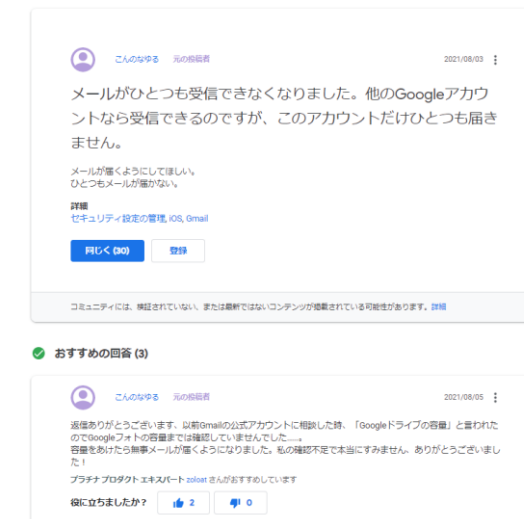 こんのなゆる 元の投稿者 2021/08/03
メールがひとつも受信できなくなりました。他のGoogleアカウ
ントなら受信できるのですが、このアカウントだけひとつも届き
ません。
メールが届くようにしてほしい。
ひとつもメールが届かない。
詳細
セキュリティ設定の管理, iOS, Gmail
同じく (30) 登録
コミュニティには、検証されていない、または最新ではないコンテンツが掲載されている可能性があります。詳細
おすすめの回答 (3)
こんのなゆる 元の投稿者 2021/08/05
返信ありがとうございます、以前Gmailの公式アカウントに相談した時、「Googleドライブの容量」と言われた
のでGoogleフォトの容量までは確認していませんでした......。
容量をあけたら無事メールが届くようになりました。私の確認不足で本当にすみません、ありがとうございまし
た！
プラチナ プロダクト エキスパート zoloat さんがおすすめしています
役に立ちましたか？ 2 0